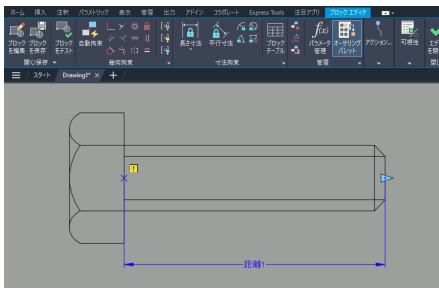 ホーム 挿入 注釈 パラメトリック 表示 管理 出力 アドイン コラボレート Express Tools 注目アプリ ブロック エディタ
ブロックを編集 ブロックを保存 ブロックをテスト 自動拘束 長さ寸法 平行寸法 ブロックテーブル パラメータ管理 オーサリングパレット アクション... 可視性
開く/保存 幾何拘束 寸法拘束 管理
スタート Drawing1* × +
距離1